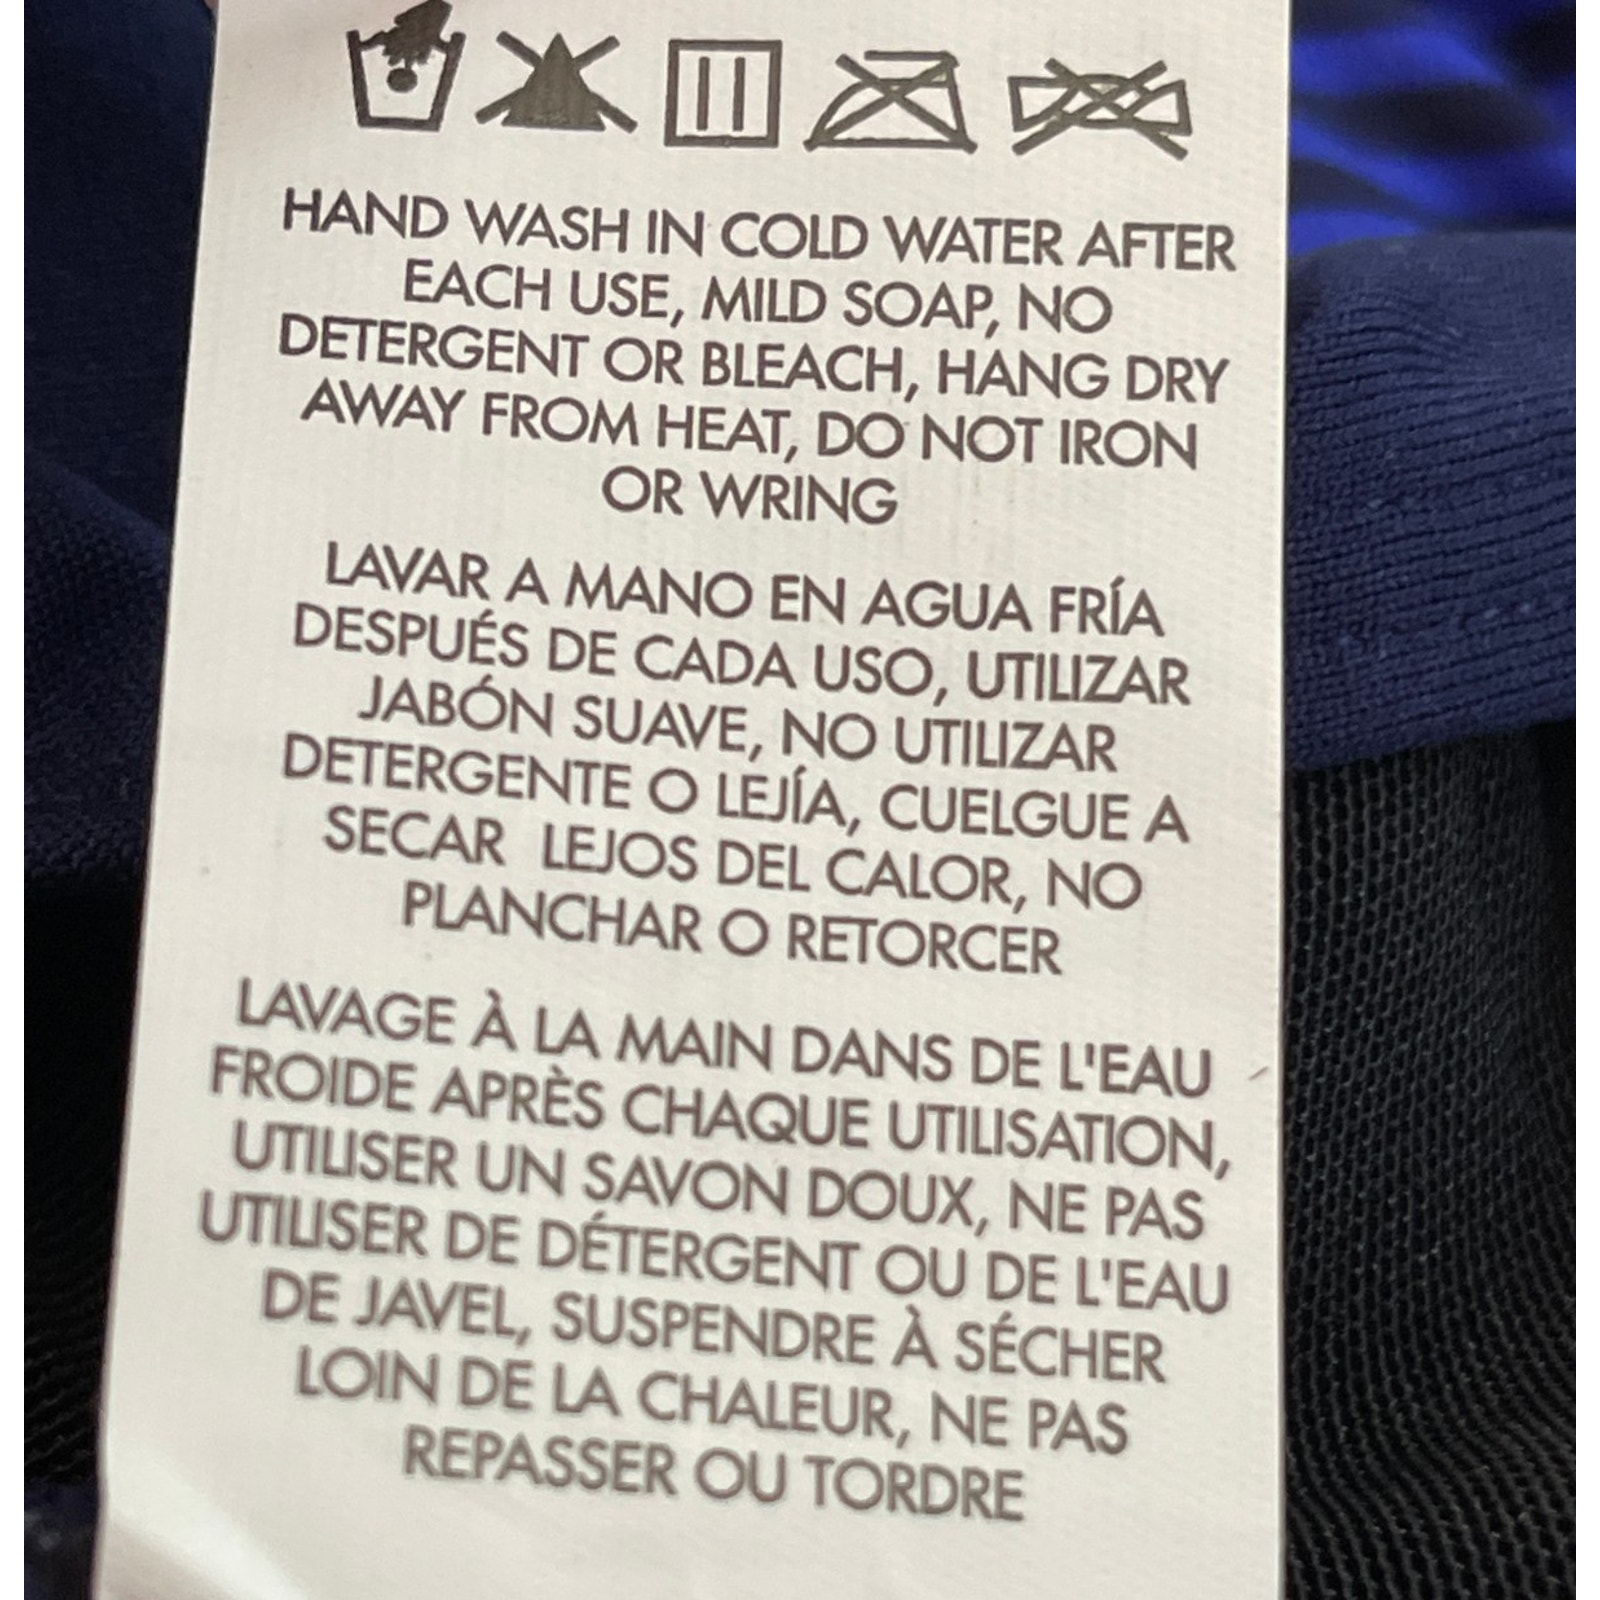 HAND WASH IN COLD WATER AFTER
EACH USE, MILD SOAP, NO
DETERGENT OR BLEACH, HANG DRY
AWAY FROM HEAT, DO NOT IRON
OR WRING
LAVAR A MANO EN AGUA FRÍA
DESPUÉS DE CADA USO, UTILIZAR
JABÓN SUAVE, NO UTILIZAR
DETERGENTE O LEJÍA, CUELGUE A
SECAR LEJOS DEL CALOR, NO
PLANCHAR O RETORCER
LAVAGE À LA MAIN DANS DE L'EAU
FROIDE APRÈS CHAQUE UTILISATION,
UTILISER UN SAVON DOUX, NE PAS
UTILISER DE DÉTERGENT OU DE L'EAU
DE JAVEL, SUSPENDRE À SÉCHER
LOIN DE LA CHALEUR, NE PAS
REPASSER OU TORDRE